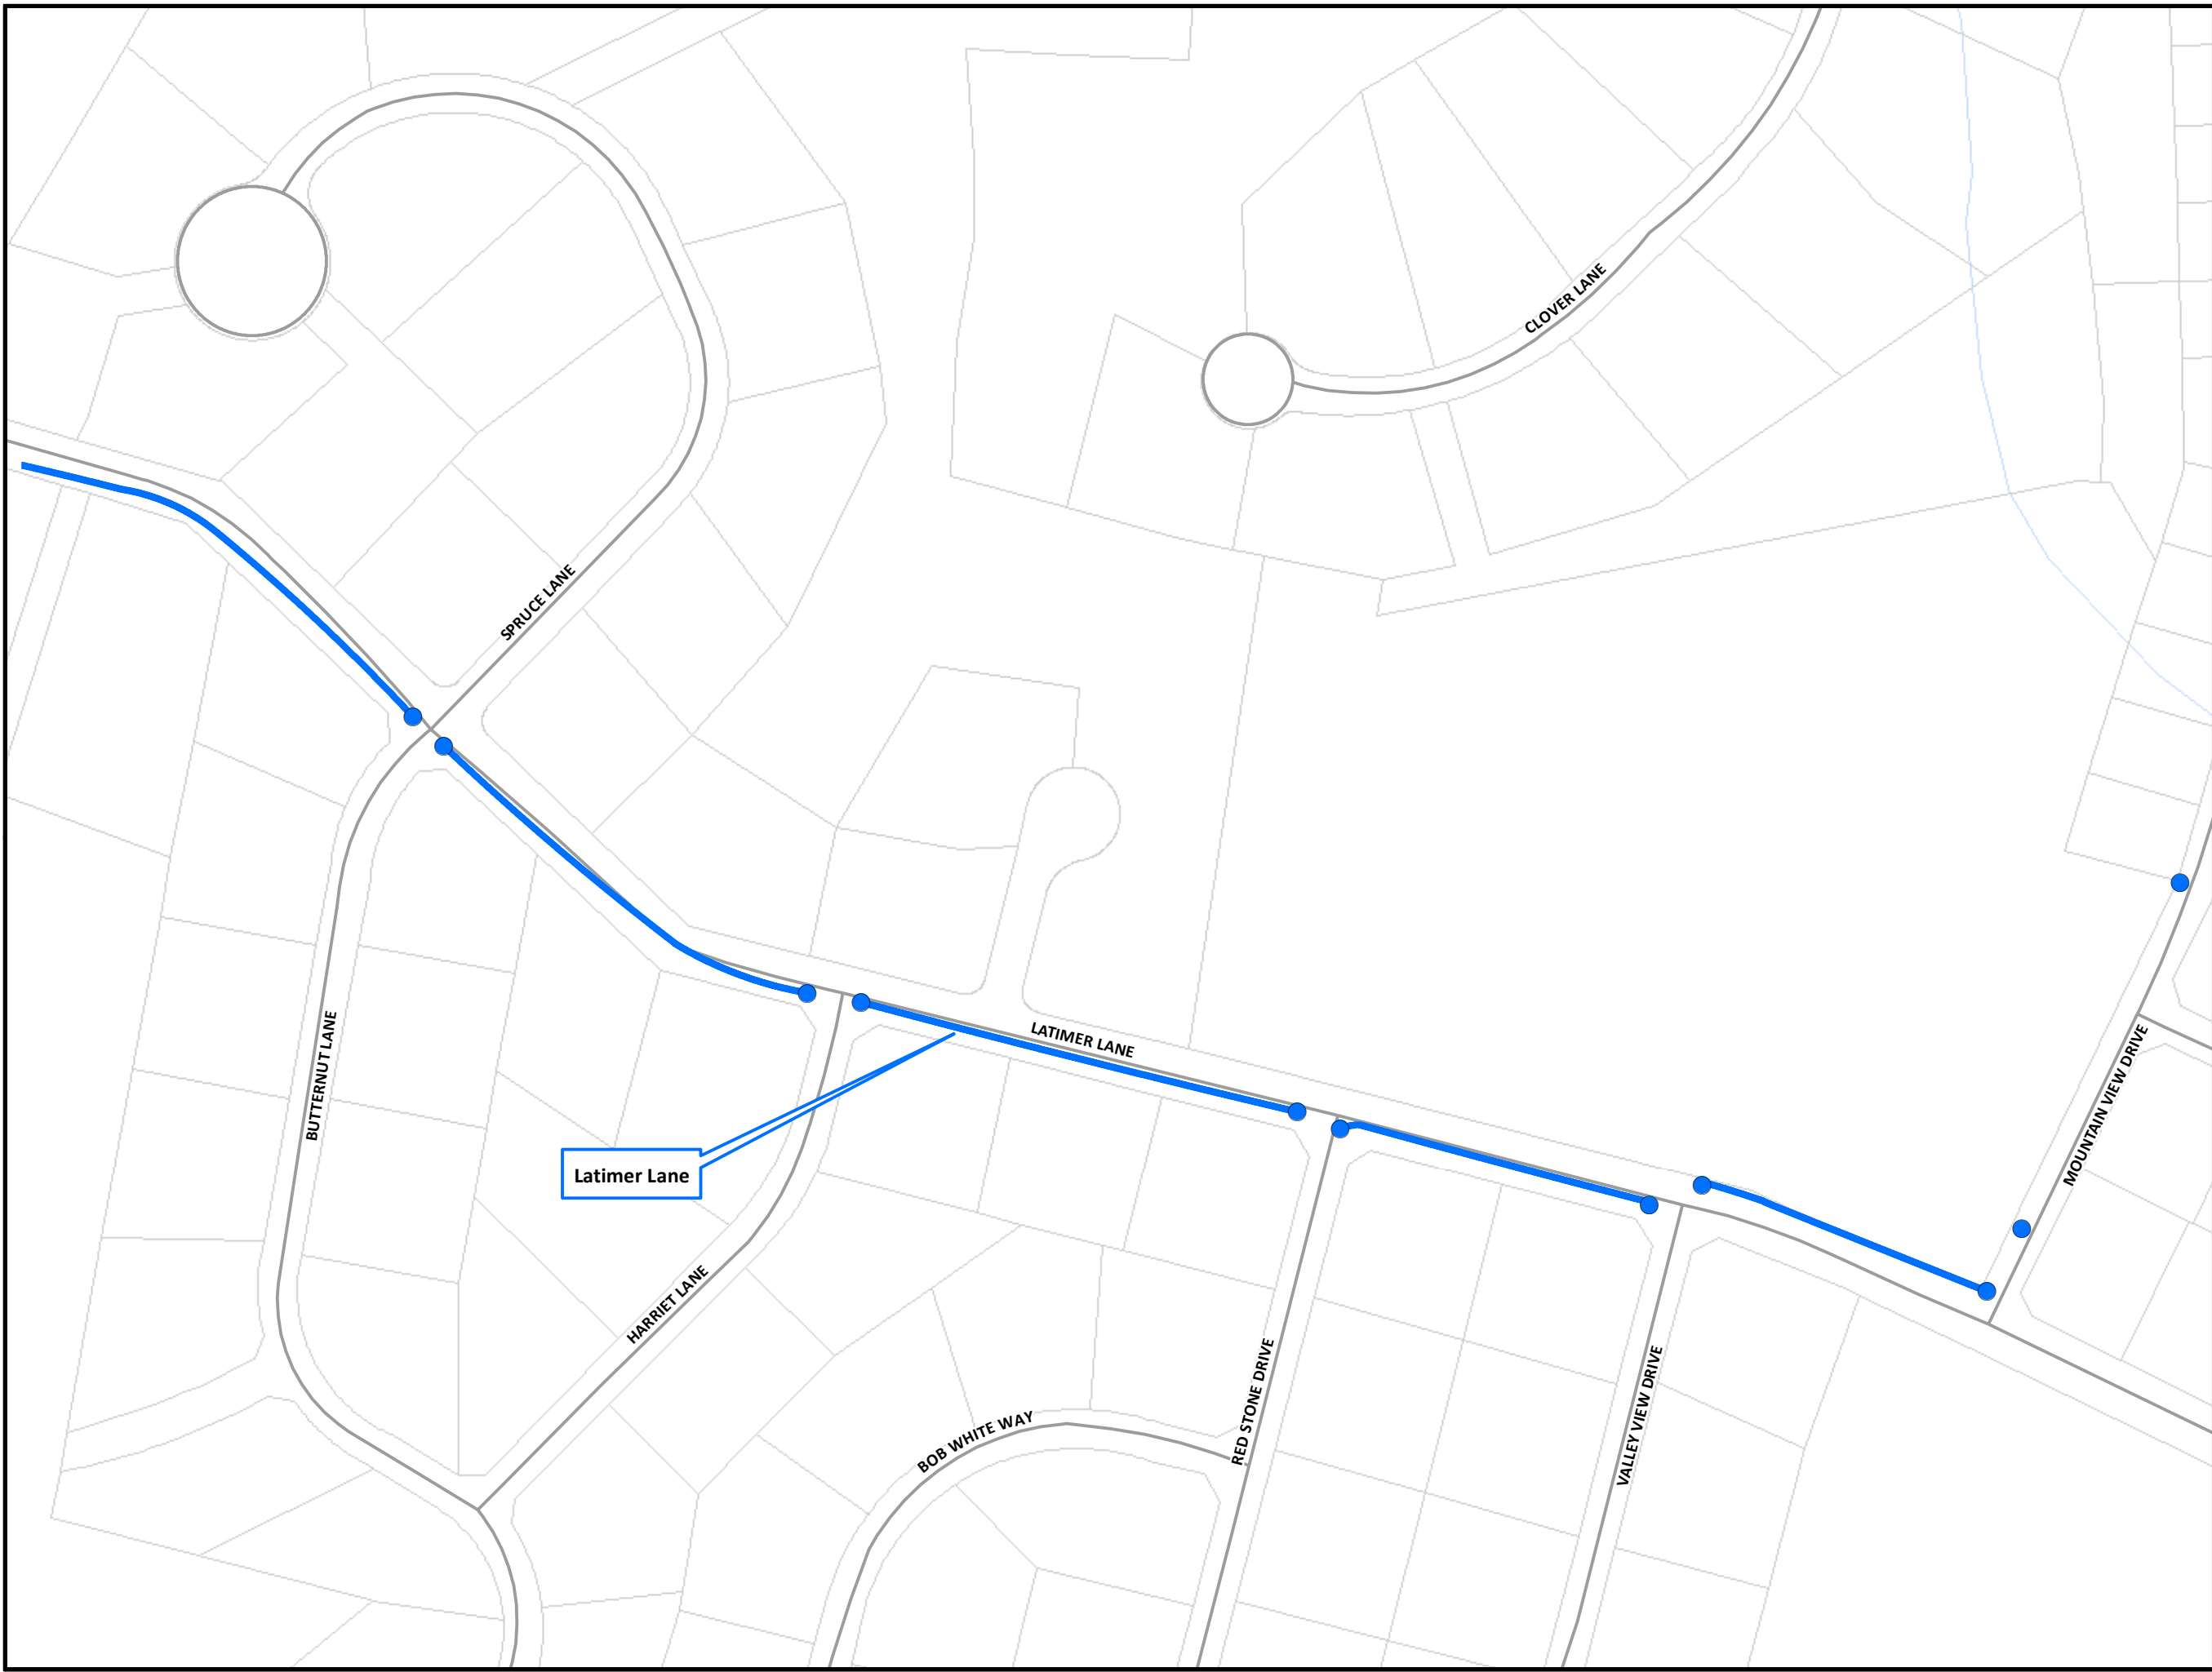 CLOVER LANE
SPRUCE LANE
LATIMER LANE
BUTTERNUT LANE
MOUNTAIN VIEW DRIVE
Latimer Lane
HARRIET LANE
RED STONE DRIVE
VALLEY VIEW DRIVE
BOB WHITE WAY